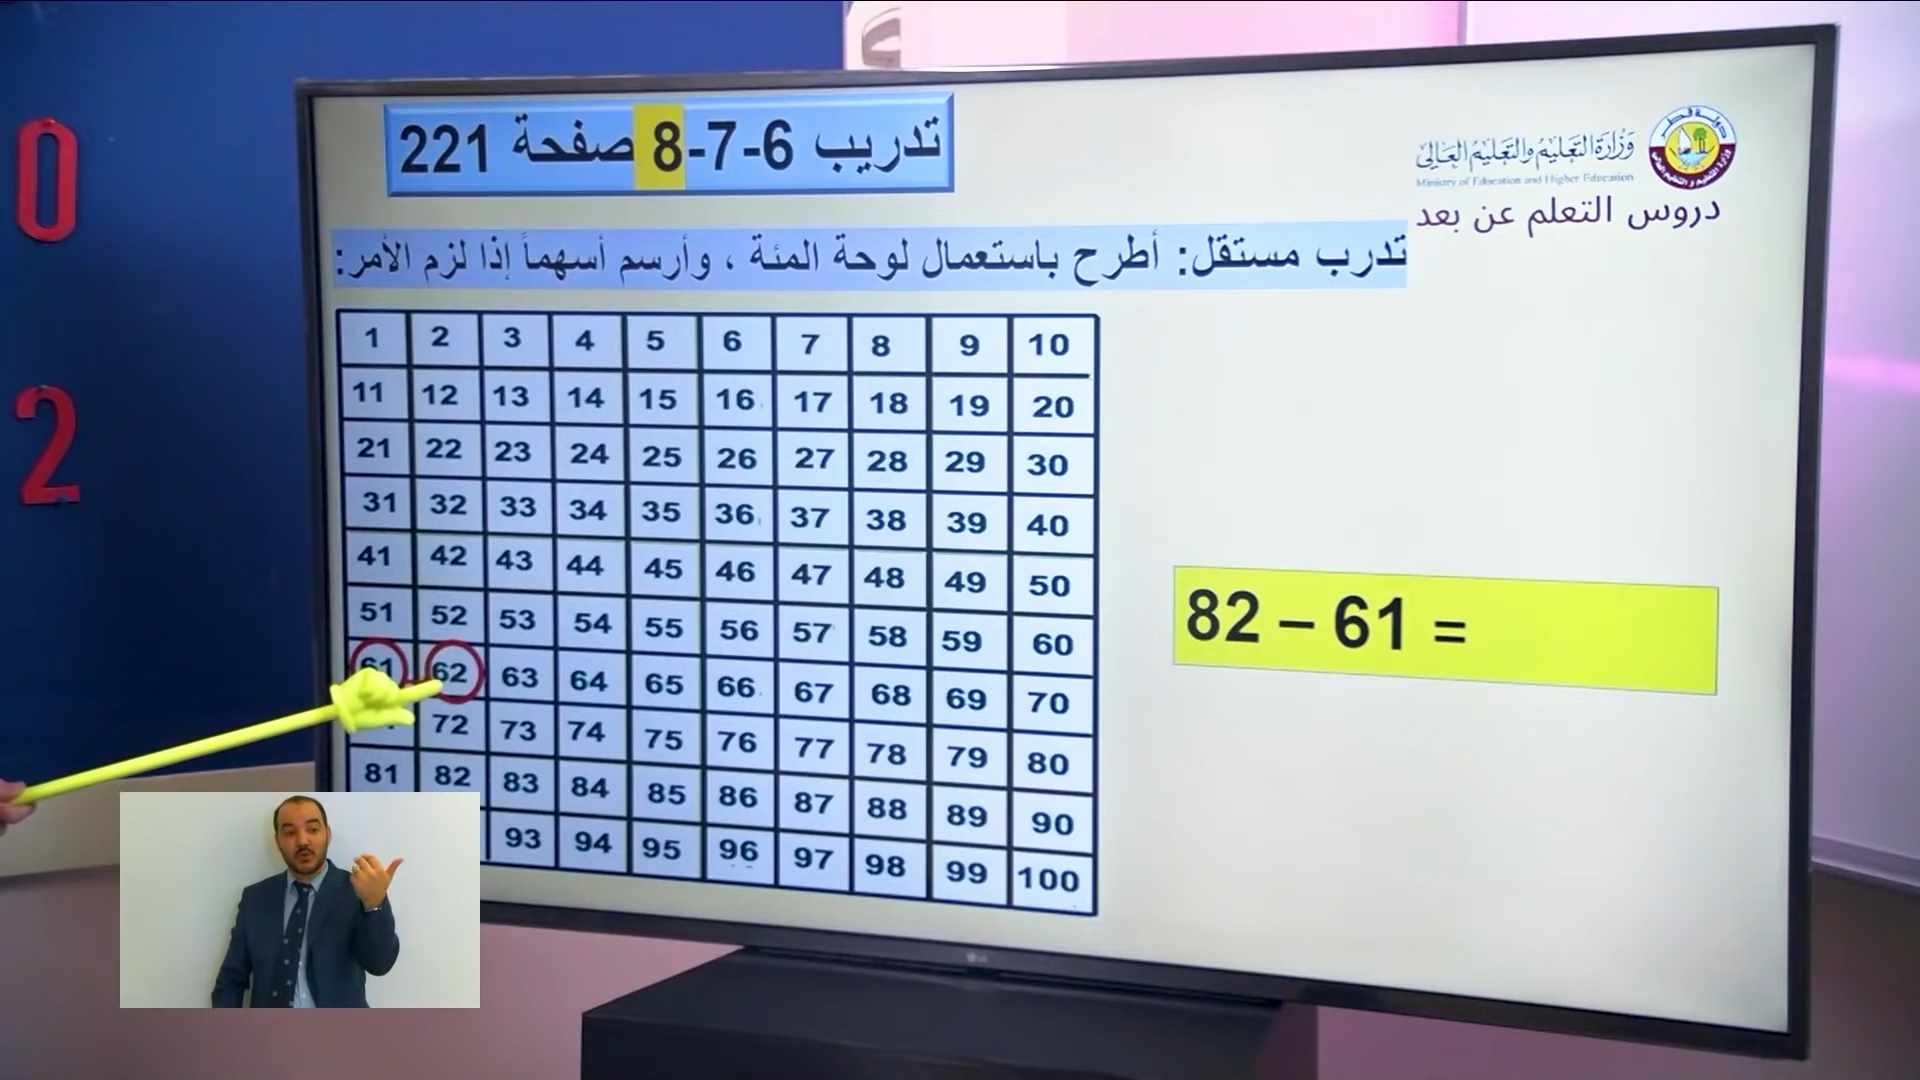 0
2
تدريب 6-7-8 صفحة 221
وزارة التعليم والتعليم العالي
Ministry of Education and Higher Education
دروس التعلم عن بعد
تدرب مستقل: أطرح باستعمال لوحة المئة ، وأرسم أسهماً إذا لزم الأمر:
1 2 3 4 5 6 7 8 9 10
11 12 13 14 15 16 17 18 19 20
21 22 23 24 25 26 27 28 29 30
31 32 33 34 35 36 37 38 39 40
41 42 43 44 45 46 47 48 49 50
51 52 53 54 55 56 57 58 59 60
61 62 63 64 65 66 67 68 69 70
72 73 74 75 76 77 78 79 80
81 82 83 84 85 86 87 88 89 90
93 94 95 96 97 98 99 100
82 – 61 =
LG